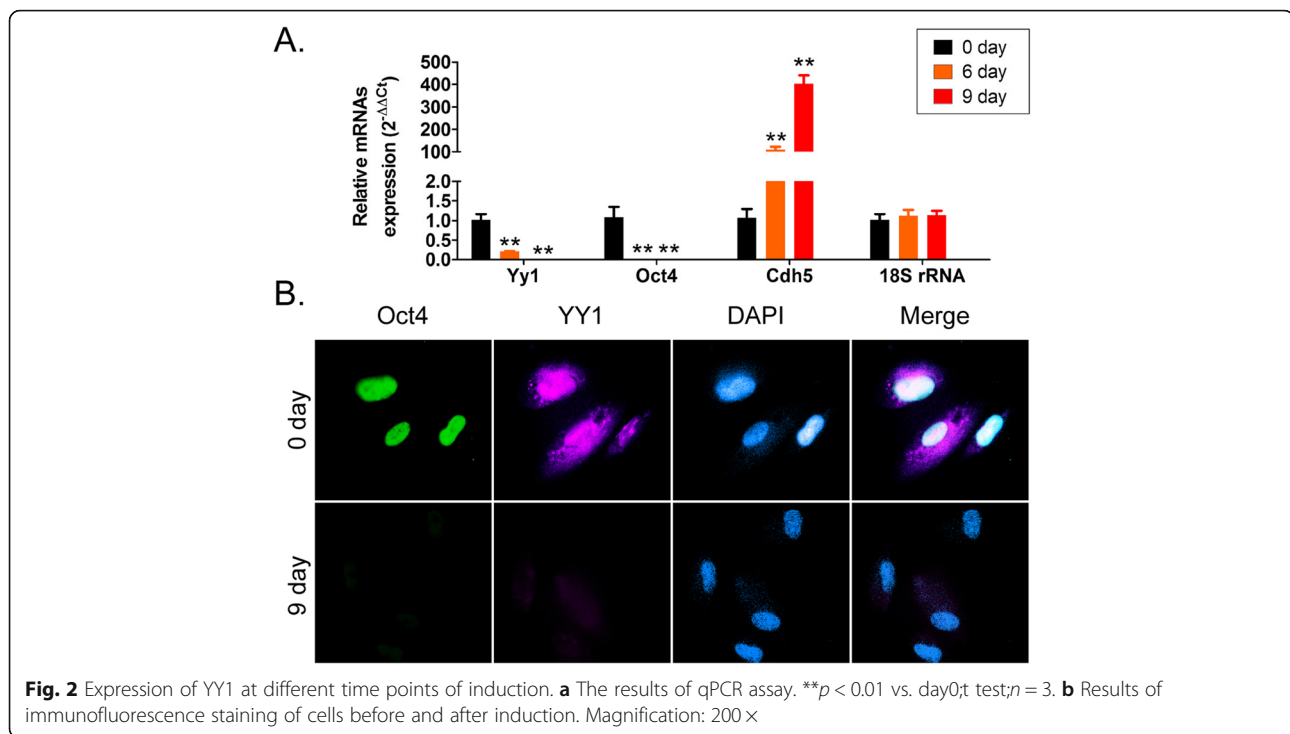 A.
Relative mRNAs
expression (2^-ΔΔCt)
500
400
300
200
100
2.0
1.5
1.0
0.5
0.0
**
**
**
**
**
**
Yy1
Oct4
Cdh5
18S rRNA
0 day
6 day
9 day
B.
Oct4
YY1
DAPI
Merge
0 day
9 day
Fig. 2 Expression of YY1 at different time points of induction. a The results of qPCR assay. **p < 0.01 vs. day0;t test;n = 3. b Results of
immunofluorescence staining of cells before and after induction. Magnification: 200 ×